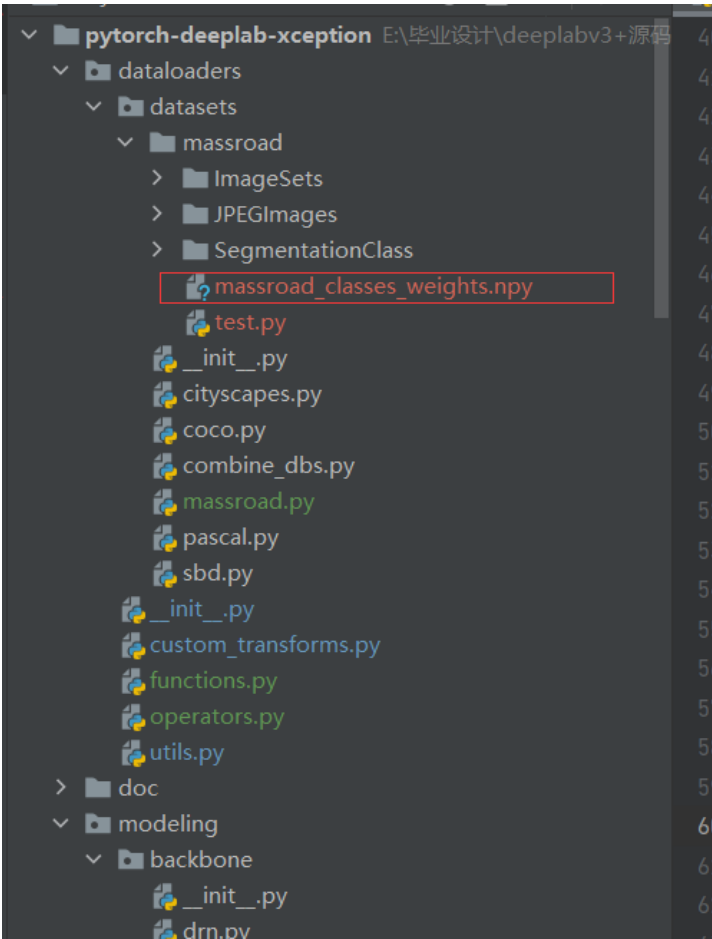 pytorch-deeplab-xception E:\毕业设计\deeplabv3+源码
dataloaders
datasets
massroad
ImageSets
JPEGImages
SegmentationClass
massroad_classes_weights.npy
test.py
__init__.py
cityscapes.py
coco.py
combine_dbs.py
massroad.py
pascal.py
sbd.py
__init__.py
custom_transforms.py
functions.py
operators.py
utils.py
doc
modeling
backbone
__init__.py
drn.py